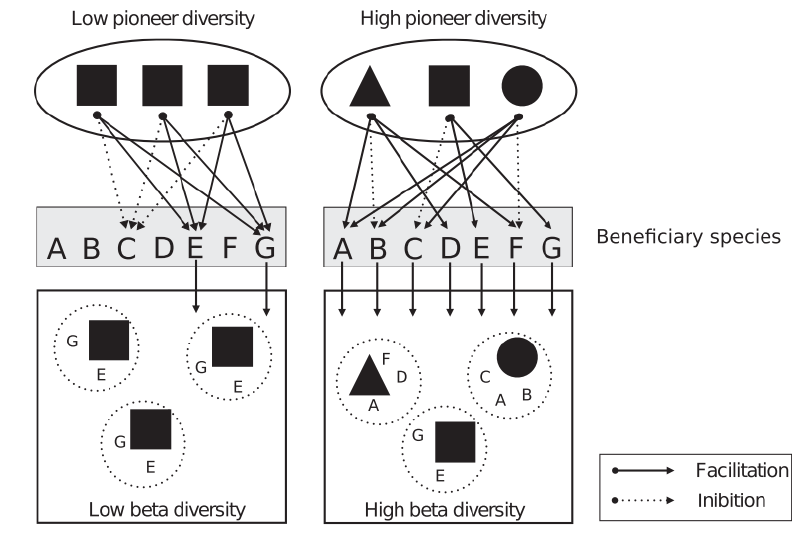 Low pioneer diversity
High pioneer diversity
A B C D E F G
A B C D E F G
Beneficiary species
G
E
G
E
G
E
F
D
A
C
A
B
G
E
Low beta diversity
High beta diversity
Facilitation
Inibition